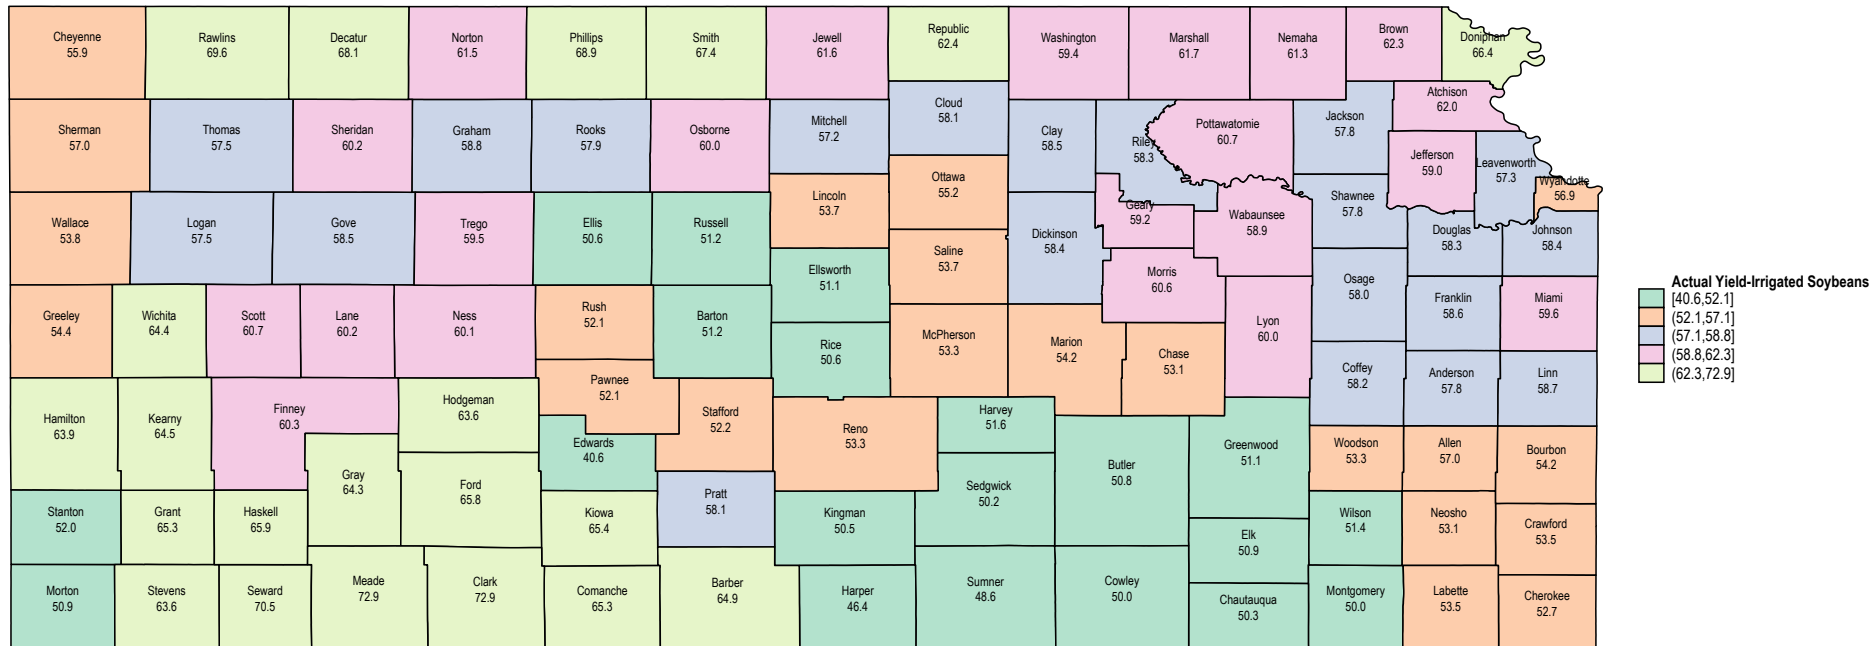 Cheyenne
55.9
Rawlins
69.6
Decatur
68.1
Norton
61.5
Phillips
68.9
Smith
67.4
Jewell
61.6
Republic
62.4
Washington
59.4
Marshall
61.7
Nemaha
61.3
Brown
62.3
Doniphan
66.4
Sherman
57.0
Thomas
57.5
Sheridan
60.2
Graham
58.8
Rooks
57.9
Osborne
60.0
Mitchell
57.2
Cloud
58.1
Clay
58.5
Riley
58.3
Pottawatomie
60.7
Jackson
57.8
Atchison
62.0
Jefferson
59.0
Leavenworth
57.3
Wyandotte
56.9
Wallace
53.8
Logan
57.5
Gove
58.5
Trego
59.5
Ellis
50.6
Russell
51.2
Lincoln
53.7
Ottawa
55.2
Saline
53.7
Ellsworth
51.1
Dickinson
58.4
Geary
59.2
Wabaunsee
58.9
Shawnee
57.8
Douglas
58.3
Johnson
58.4
Morris
60.6
Osage
58.0
Franklin
58.6
Miami
59.6
Greeley
54.4
Wichita
64.4
Scott
60.7
Lane
60.2
Ness
60.1
Rush
52.1
Barton
51.2
Rice
50.6
McPherson
53.3
Marion
54.2
Chase
53.1
Lyon
60.0
Coffey
58.2
Anderson
57.8
Linn
58.7
Hamilton
63.9
Kearny
64.5
Finney
60.3
Hodgeman
63.6
Pawnee
52.1
Stafford
52.2
Edwards
40.6
Reno
53.3
Harvey
51.6
Butler
50.8
Greenwood
51.1
Woodson
53.3
Allen
57.0
Bourbon
54.2
Gray
64.3
Ford
65.8
Pratt
58.1
Sedgwick
50.2
Stanton
52.0
Grant
65.3
Haskell
65.9
Kiowa
65.4
Kingman
50.5
Elk
50.9
Wilson
51.4
Neosho
53.1
Crawford
53.5
Morton
50.9
Stevens
63.6
Seward
70.5
Meade
72.9
Clark
72.9
Comanche
65.3
Barber
64.9
Harper
46.4
Sumner
48.6
Cowley
50.0
Chautauqua
50.3
Montgomery
50.0
Labette
53.5
Cherokee
52.7
Actual Yield-Irrigated Soybeans
[40.6,52.1]
(52.1,57.1]
(57.1,58.8]
(58.8,62.3]
(62.3,72.9]